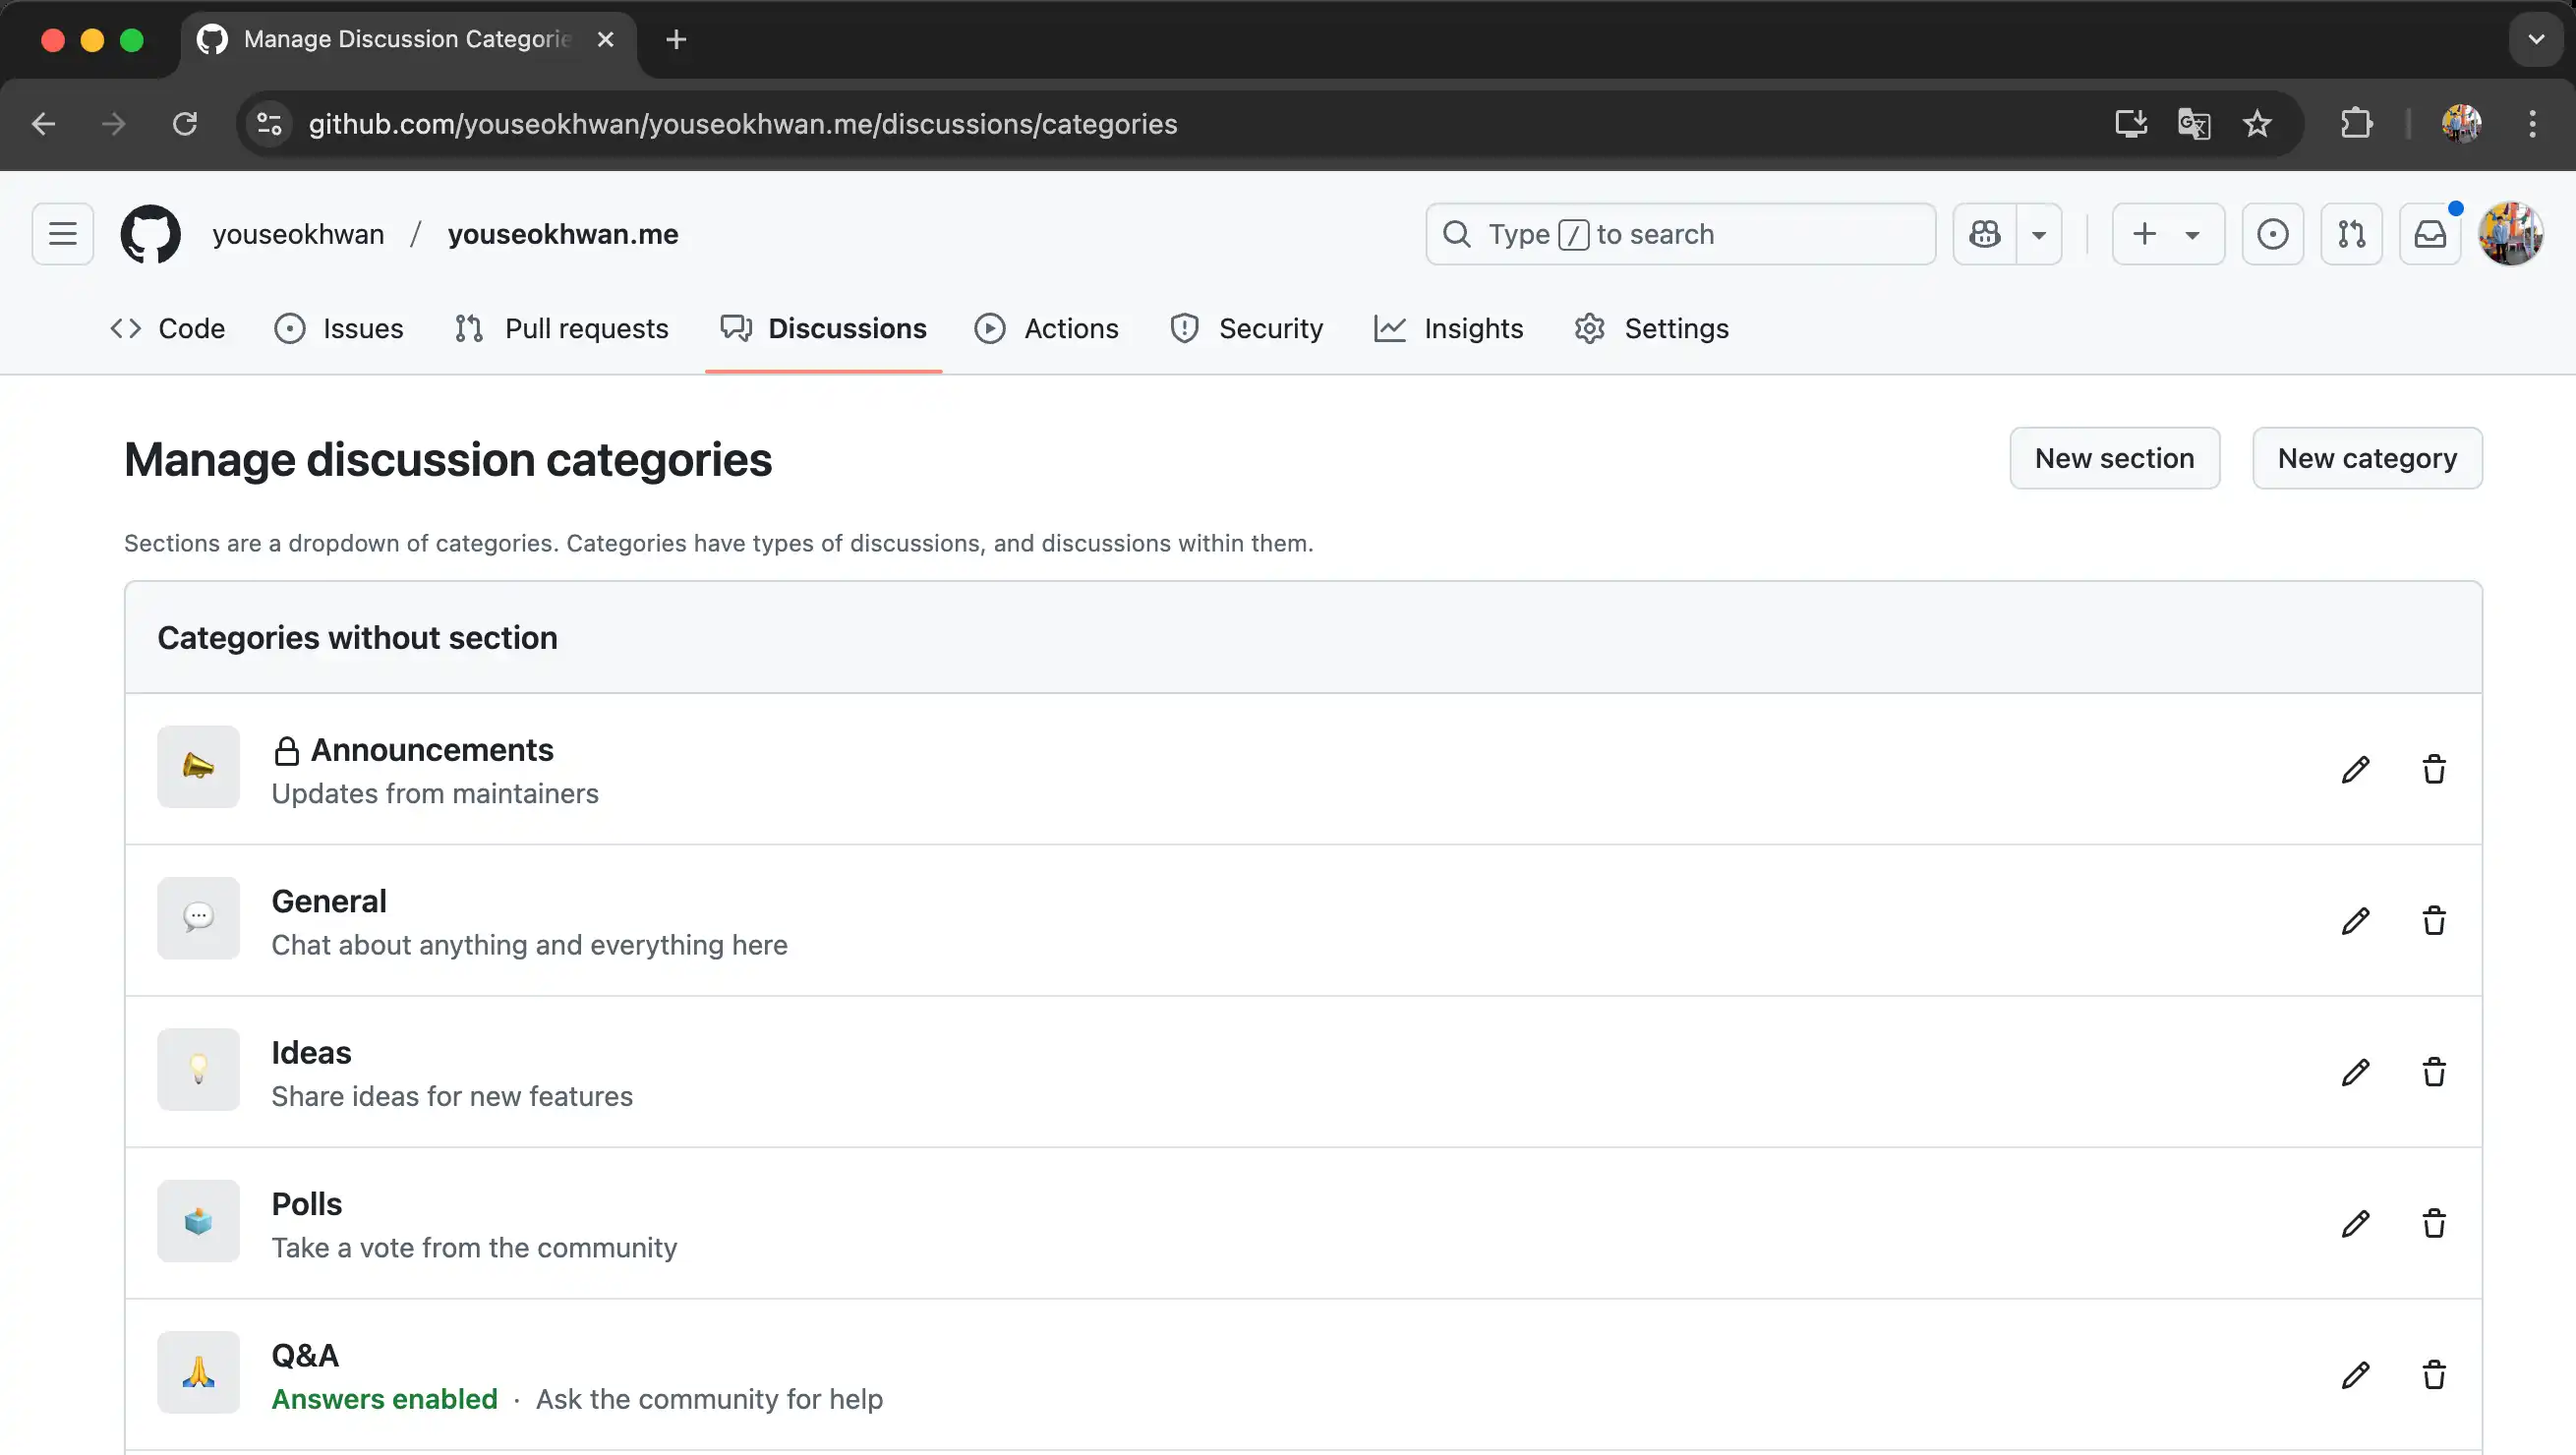 Manage Discussion Categorie
github.com/youseokhwan/youseokhwan.me/discussions/categories
youseokhwan / youseokhwan.me
Type / to search
Code Issues Pull requests Discussions Actions Security Insights Settings
Manage discussion categories
New section New category
Sections are a dropdown of categories. Categories have types of discussions, and discussions within them.
Categories without section
Announcements
Updates from maintainers
General
Chat about anything and everything here
Ideas
Share ideas for new features
Polls
Take a vote from the community
Q&A
Answers enabled · Ask the community for help